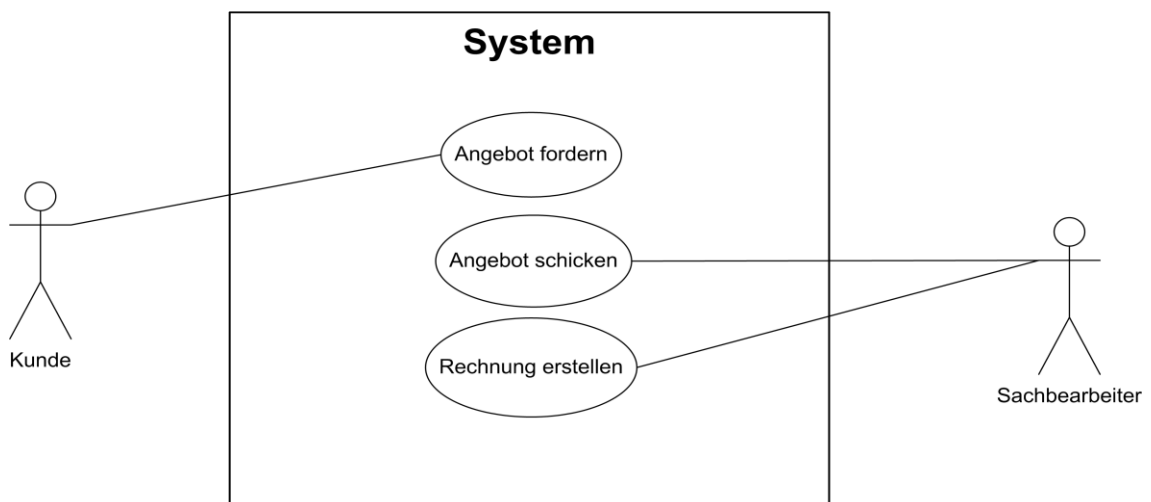 System
Angebot fordern
Angebot schicken
Rechnung erstellen
Kunde
Sachbearbeiter